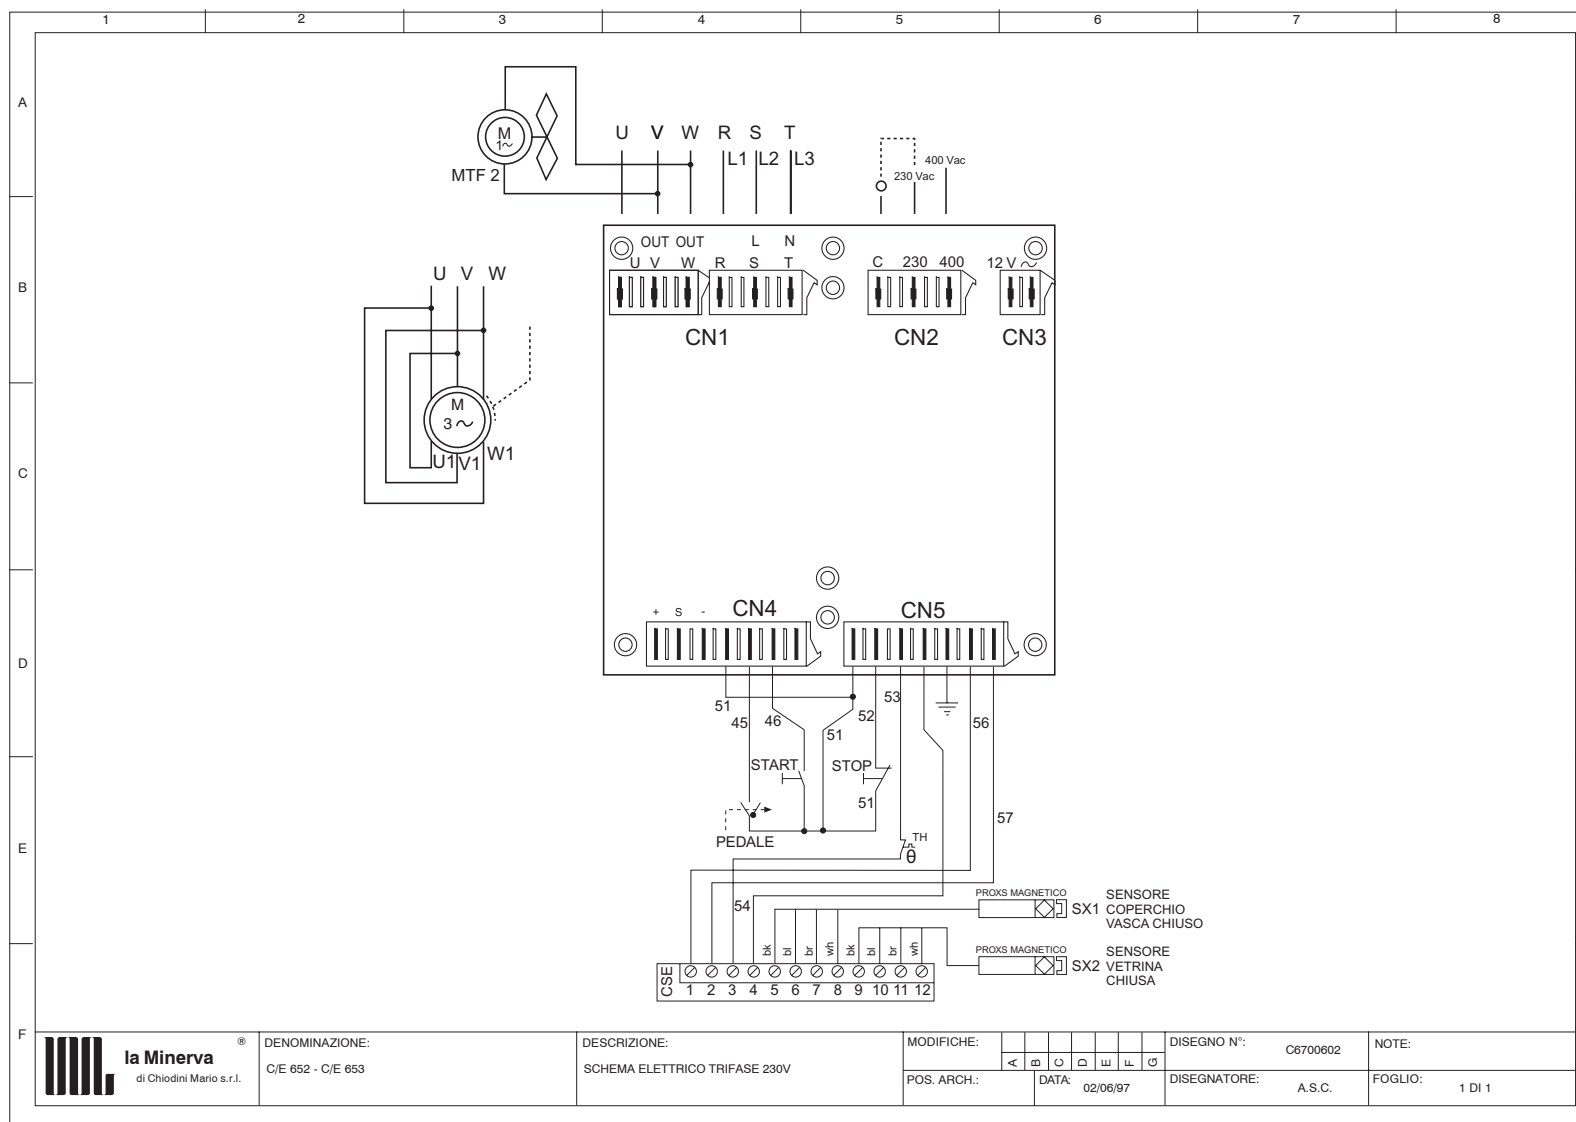 1 2 3 4 5 6 7 8
A
B
C
D
E
F
M
1~
MTF 2
U V W R S T
L1 L2 L3
400 Vac
230 Vac
OUT OUT L N
U V W R S T
C 230 400
12 V ~
CN1
CN2
CN3
U V W
M
3 ~
U1 V1 W1
+ S -
CN4
CN5
51
45
46
51
52
53
56
START
STOP
51
57
PEDALE
TH
θ
54
PROXS MAGNETICO
SX1
SENSORE
COPERCHIO
VASCA CHIUSO
bk bl br wh bk bl br wh
PROXS MAGNETICO
SX2
SENSORE
VETRINA
CHIUSA
CSE
1 2 3 4 5 6 7 8 9 10 11 12
la Minerva ®
di Chiodini Mario s.r.l.
DENOMINAZIONE:
C/E 652 - C/E 653
DESCRIZIONE:
SCHEMA ELETTRICO TRIFASE 230V
MODIFICHE:
A B C D E F G
POS. ARCH.:
DATA: 02/06/97
DISEGNO N°: C6700602
DISEGNATORE: A.S.C.
NOTE:
FOGLIO: 1 DI 1